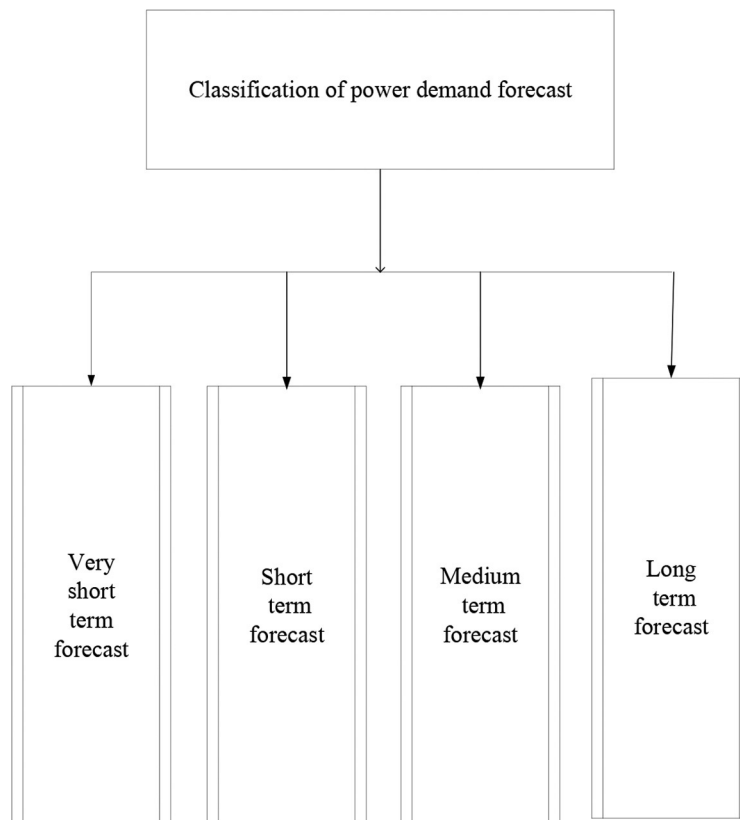 Classification of power demand forecast
Very
short
term
forecast
Short
term
forecast
Medium
term
forecast
Long
term
forecast